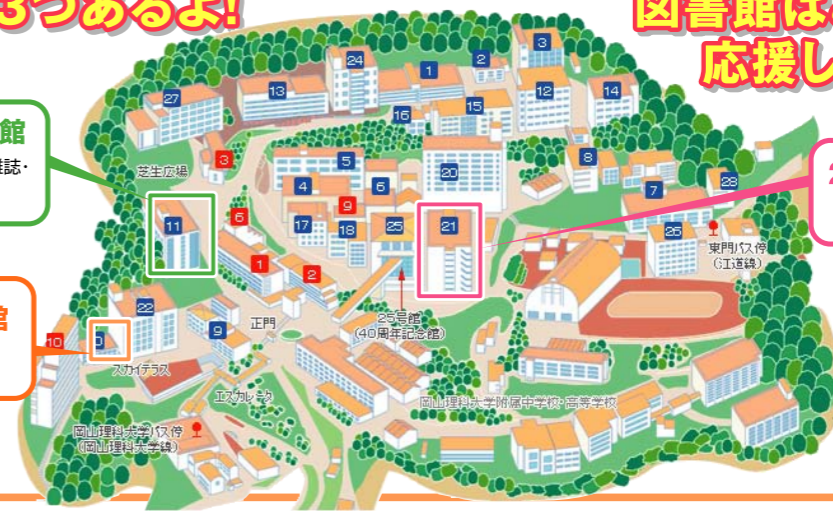 3つあるよ!
図書館は
応援し
館
雑誌・
2
館
24
1
2
3
27
13
12
14
16
15
芝生広場
3
5
4
6
20
8
7
28
11
6
9
17
18
25
21
26
1
2
東門バス停
(江道線)
25号館
(40周年記念館)
22
9
正門
10
スカイテラス
エスカレータ
岡山理科大学附属中学校・高等学校
岡山理科大学バス停
(岡山理科大学線)